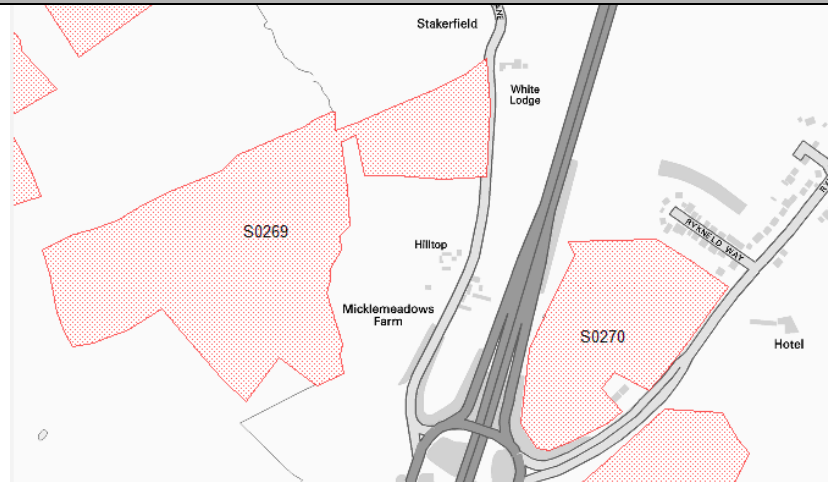 Stakerfield
White
Lodge
S0269
RYKNELD WAY
Hilltop
Micklemeadows
Farm
S0270
Hotel